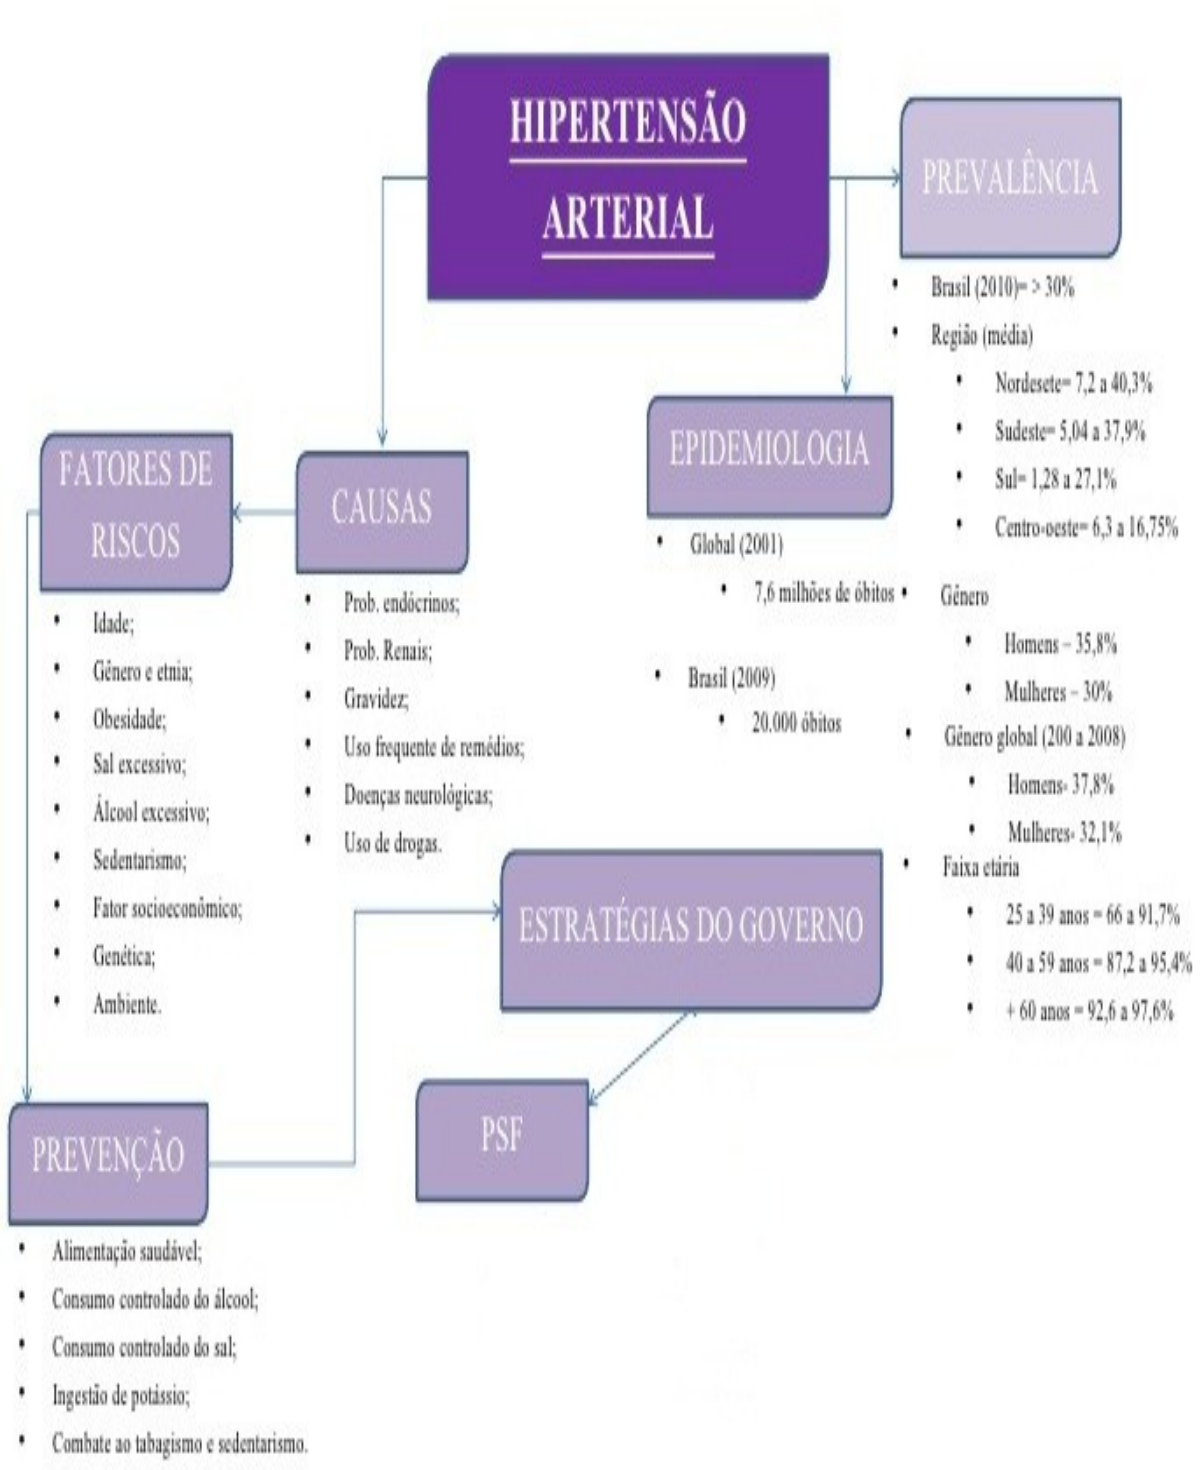 HIPERTENSÃO
ARTERIAL
PREVALÊNCIA
Brasil (2010)= > 30%
Região (média)
Nordesete= 7,2 a 40,3%
Sudeste= 5,04 a 37,9%
Sul= 1,28 a 27,1%
Centro-oeste= 6,3 a 16,75%
Gênero
Homens – 35,8%
Mulheres – 30%
Gênero global (200 a 2008)
Homens- 37,8%
Mulheres- 32,1%
Faixa etária
25 a 39 anos = 66 a 91,7%
40 a 59 anos = 87,2 a 95,4%
+ 60 anos = 92,6 a 97,6%
EPIDEMIOLOGIA
Global (2001)
7,6 milhões de óbitos
Brasil (2009)
20.000 óbitos
CAUSAS
Prob. endócrinos;
Prob. Renais;
Gravidez;
Uso frequente de remédios;
Doenças neurológicas;
Uso de drogas.
FATORES DE
RISCOS
Idade;
Gênero e etnia;
Obesidade;
Sal excessivo;
Álcool excessivo;
Sedentarismo;
Fator socioeconômico;
Genética;
Ambiente.
PREVENÇÃO
Alimentação saudável;
Consumo controlado do álcool;
Consumo controlado do sal;
Ingestão de potássio;
Combate ao tabagismo e sedentarismo.
ESTRATÉGIAS DO GOVERNO
PSF